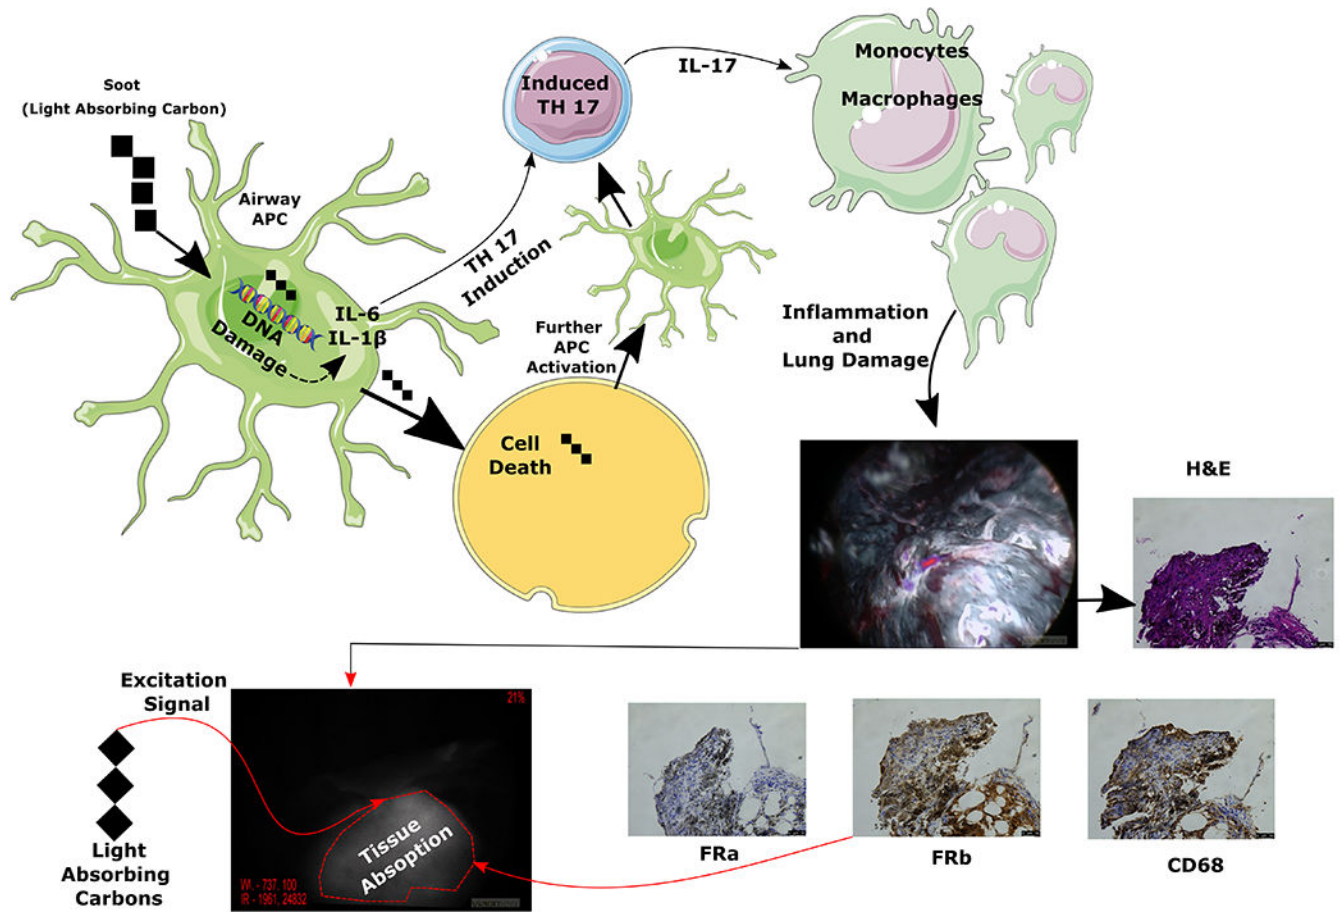 Soot
(Light Absorbing Carbon)
Airway
APC
DNA
Damage
IL-6
IL-1β
TH 17
Induction
Induced
TH 17
IL-17
Monocytes
Macrophages
Further
APC
Activation
Cell
Death
Inflammation
and
Lung Damage
H&E
Excitation
Signal
Light
Absorbing
Carbons
21%
Tissue
Absoption
WL - 737, 100
IR - 1961, 24832
FRa
FRb
CD68